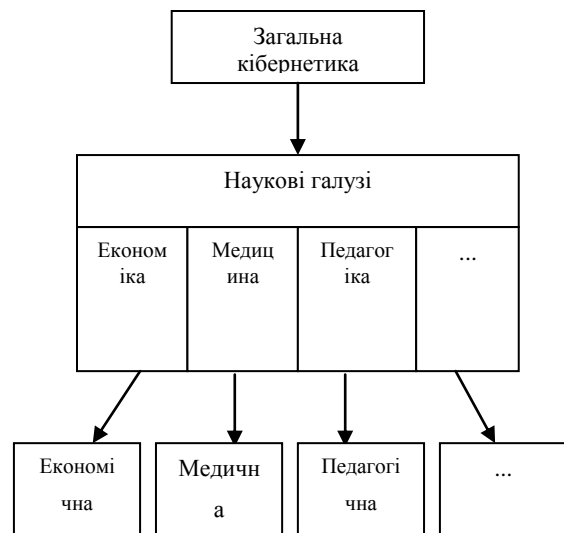 Загальна
кібернетика
Наукові галузі
Економ
іка
Медиц
ина
Педагог
іка
...
Економі
чна
Медичн
а
Педагогі
чна
...